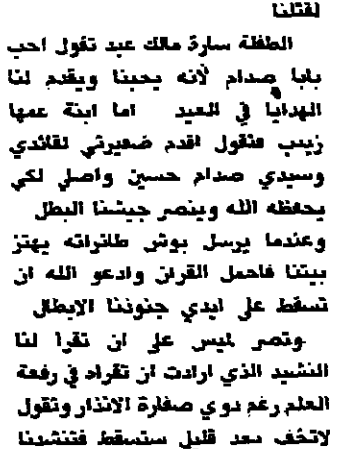 لقتلنا
الطفلة سارة مالك عبد تقول احب
بابا صدام لأنه يحبنا ويقدم لنا
الهدايا في العيد اما ابنة عمها
زينب فتقول اقدم ضفيرتي لقائدي
وسيدي صدام حسين واصلي لكي
يحفظه الله وينصر جيشنا البطل
وعندما يرسل بوش طائراته يهتز
بيتنا فاحمل القران وادعو الله ان
تسقط على ايدي جنودنا الابطال
وتصر لميس على ان تقرا لنا
النشيد الذي ارادت ان تقراه في رفعة
العلم رغم دوي صفارة الانذار وتقول
لاتخف بعد قليل ستسقط فتنشدنا